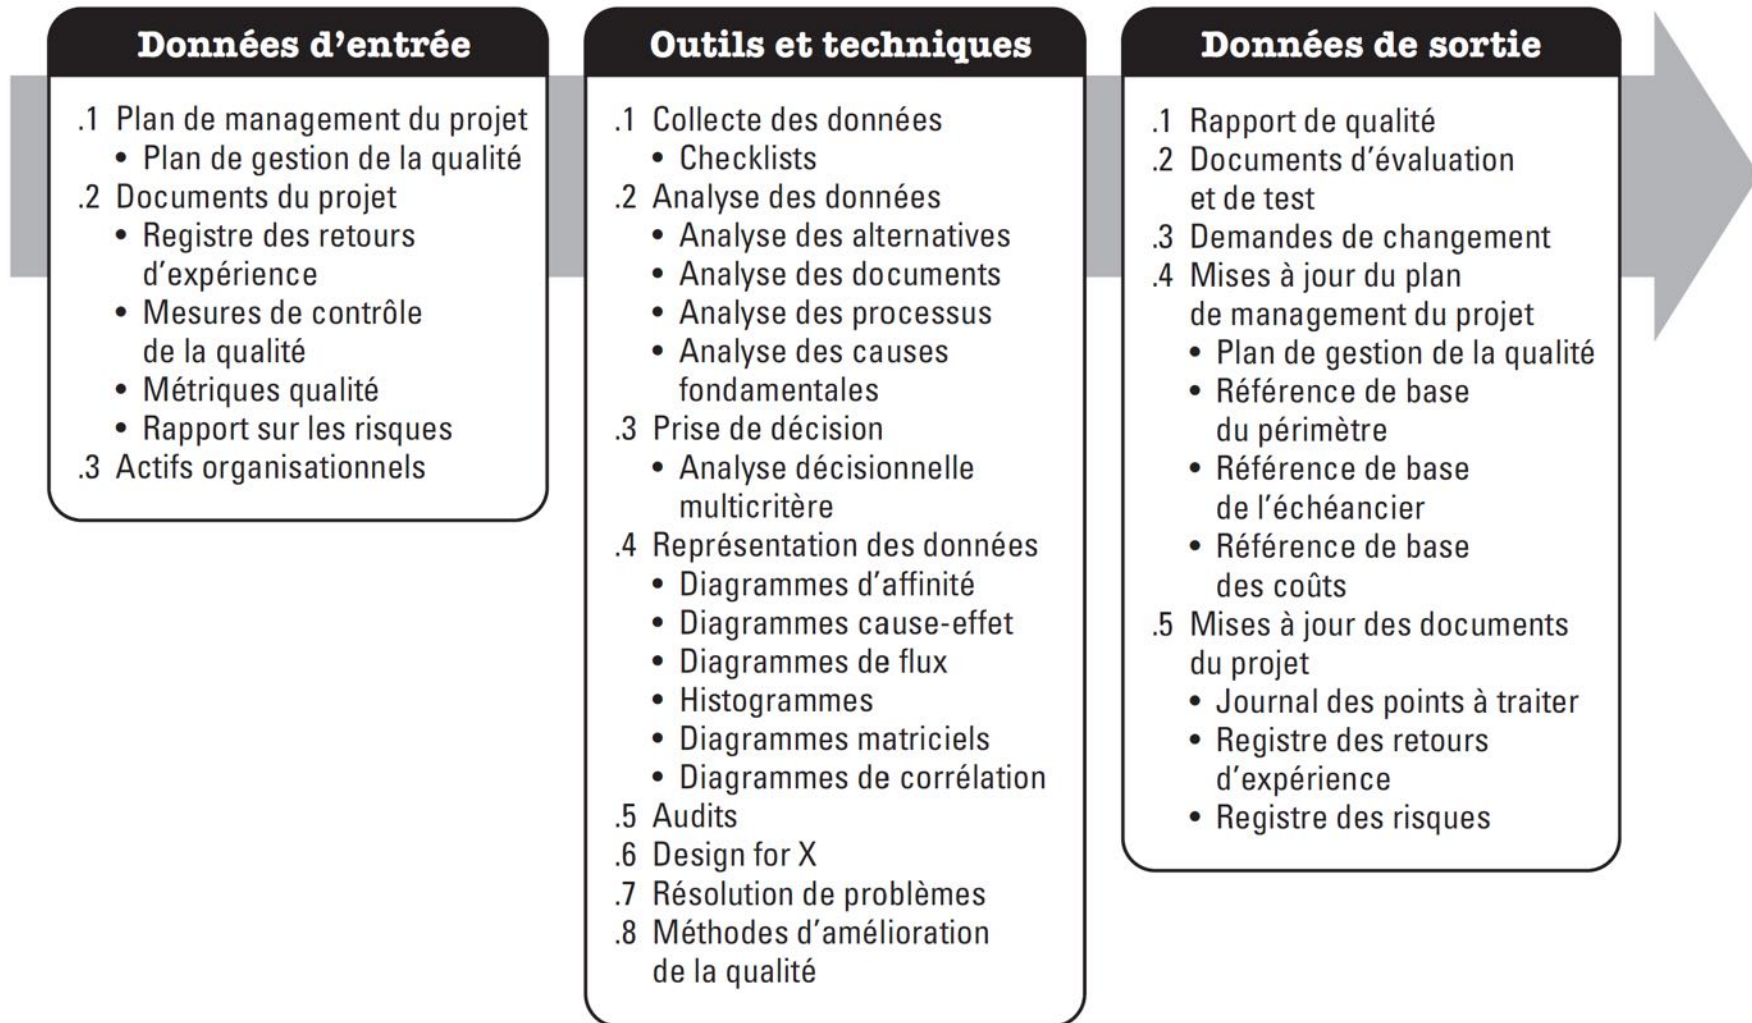 Données d’entrée
.1 Plan de management du projet
• Plan de gestion de la qualité
.2 Documents du projet
• Registre des retours
d’expérience
• Mesures de contrôle
de la qualité
• Métriques qualité
• Rapport sur les risques
.3 Actifs organisationnels
Outils et techniques
.1 Collecte des données
• Checklists
.2 Analyse des données
• Analyse des alternatives
• Analyse des documents
• Analyse des processus
• Analyse des causes
fondamentales
.3 Prise de décision
• Analyse décisionnelle
multicritère
.4 Représentation des données
• Diagrammes d’affinité
• Diagrammes cause-effet
• Diagrammes de flux
• Histogrammes
• Diagrammes matriciels
• Diagrammes de corrélation
.5 Audits
.6 Design for X
.7 Résolution de problèmes
.8 Méthodes d’amélioration
de la qualité
Données de sortie
.1 Rapport de qualité
.2 Documents d’évaluation
et de test
.3 Demandes de changement
.4 Mises à jour du plan
de management du projet
• Plan de gestion de la qualité
• Référence de base
du périmètre
• Référence de base
de l’échéancier
• Référence de base
des coûts
.5 Mises à jour des documents
du projet
• Journal des points à traiter
• Registre des retours
d’expérience
• Registre des risques